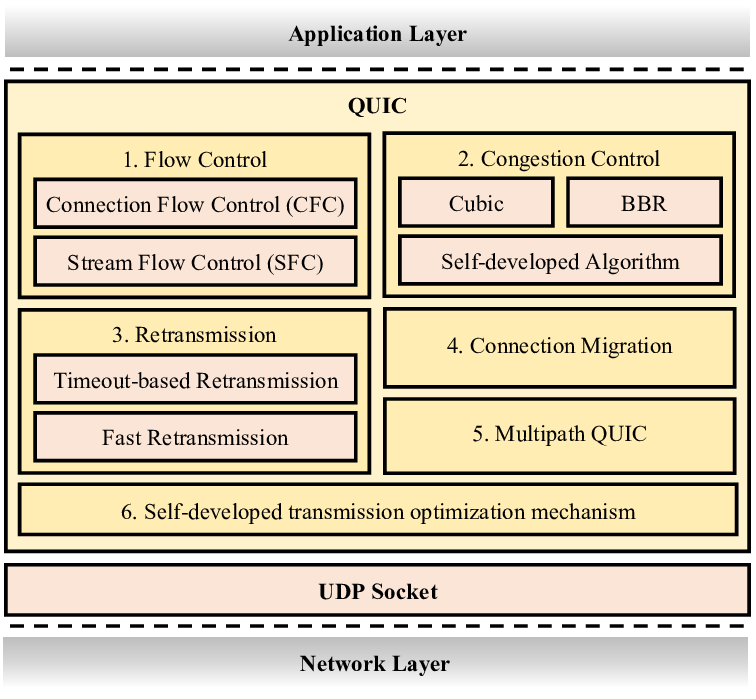 Application Layer
QUIC
1. Flow Control
Connection Flow Control (CFC)
Stream Flow Control (SFC)
2. Congestion Control
Cubic
BBR
Self-developed Algorithm
3. Retransmission
Timeout-based Retransmission
Fast Retransmission
4. Connection Migration
5. Multipath QUIC
6. Self-developed transmission optimization mechanism
UDP Socket
Network Layer